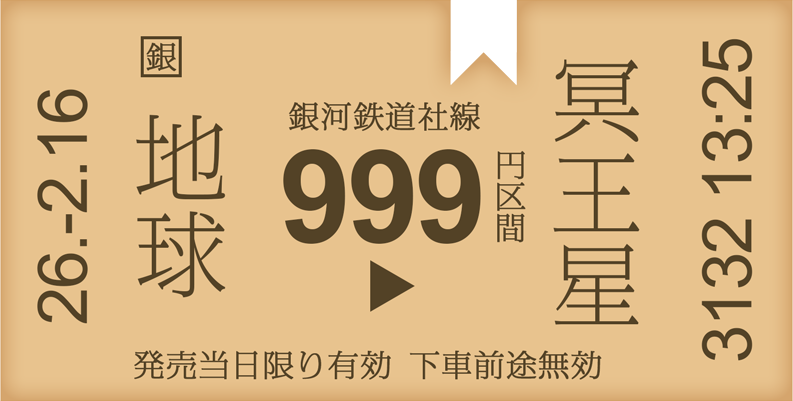 26.-2.16
銀
地球
銀河鉄道社線
999
円区間
▶
冥王星
3132 13:25
発売当日限り有効 下車前途無効